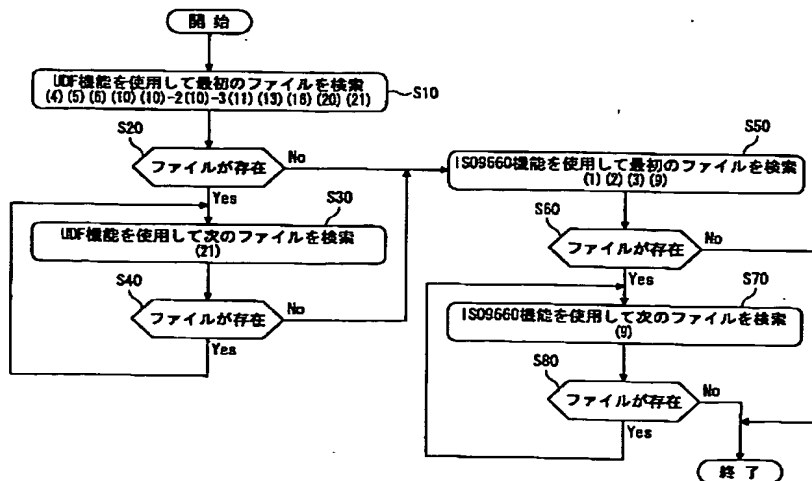 開始
UDF機能を使用して最初のファイルを検索
(4)(5)(6)(10)(10)-2(10)-3(11)(13)(16)(20)(21)
S10
S20
ファイルが存在
No
Yes
S30
UDF機能を使用して次のファイルを検索
(21)
S40
ファイルが存在
No
Yes
S50
ISO9660機能を使用して最初のファイルを検索
(1)(2)(3)(9)
S60
ファイルが存在
No
Yes
S70
ISO9660機能を使用して次のファイルを検索
(9)
S80
ファイルが存在
No
Yes
終了